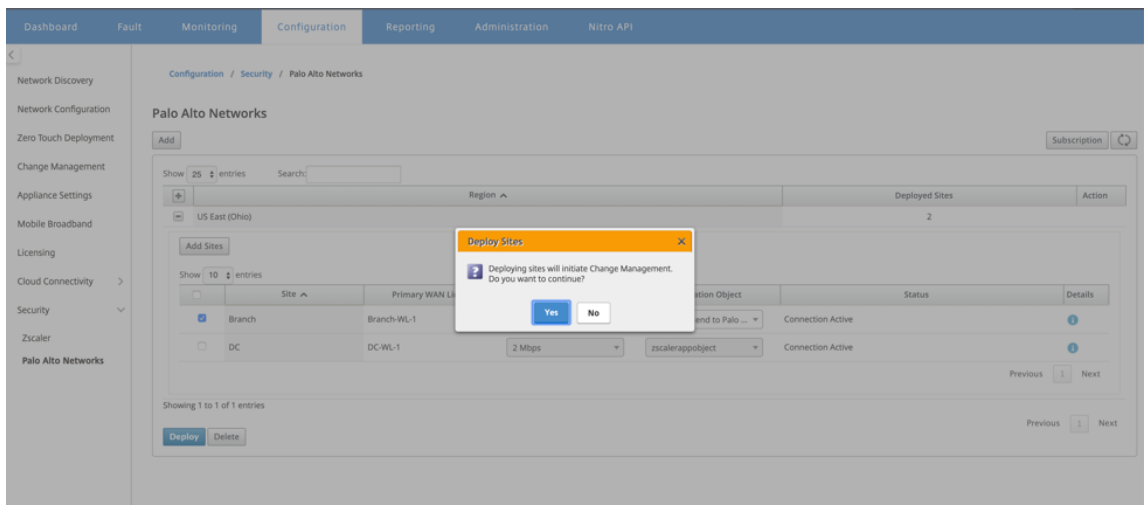 Dashboard Fault Monitoring Configuration Reporting Administration Nitro API
Network Discovery
Network Configuration
Zero Touch Deployment
Change Management
Appliance Settings
Mobile Broadband
Licensing
Cloud Connectivity
Security
Zscaler
Palo Alto Networks
Configuration / Security / Palo Alto Networks
Palo Alto Networks
Add Subscription
Show 25 entries Search:
Region Deployed Sites Action
US East (Ohio) 2
Add Sites
Show 10 entries
Site Primary WAN Li ation Object Status Details
Branch Branch-WL-1 end to Palo ... Connection Active
DC DC-WL-1 2 Mbps zscalerappobject Connection Active
Previous 1 Next
Showing 1 to 1 of 1 entries
Previous 1 Next
Deploy Delete
Deploy Sites
Deploying sites will initiate Change Management.
Do you want to continue?
Yes No